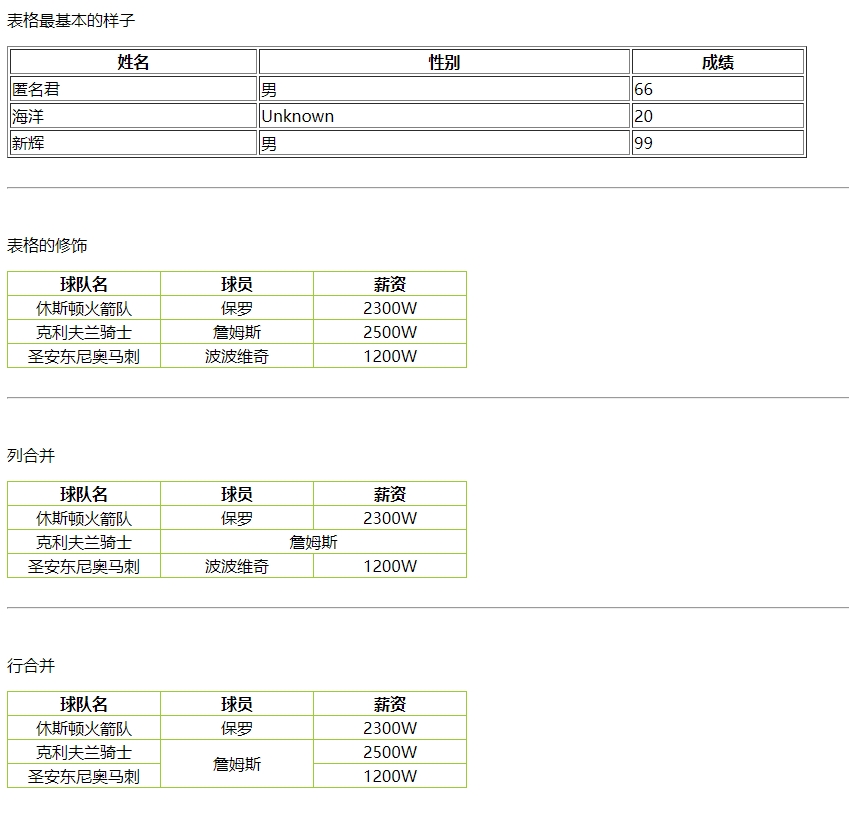 表格最基本的样子
姓名 性别 成绩
匿名君 男 66
海洋 Unknown 20
新辉 男 99
表格的修饰
球队名 球员 薪资
休斯顿火箭队 保罗 2300W
克利夫兰骑士 詹姆斯 2500W
圣安东尼奥马刺 波波维奇 1200W
列合并
球队名 球员 薪资
休斯顿火箭队 保罗 2300W
克利夫兰骑士 詹姆斯
圣安东尼奥马刺 波波维奇 1200W
行合并
球队名 球员 薪资
休斯顿火箭队 保罗 2300W
克利夫兰骑士 詹姆斯 2500W
圣安东尼奥马刺 1200W